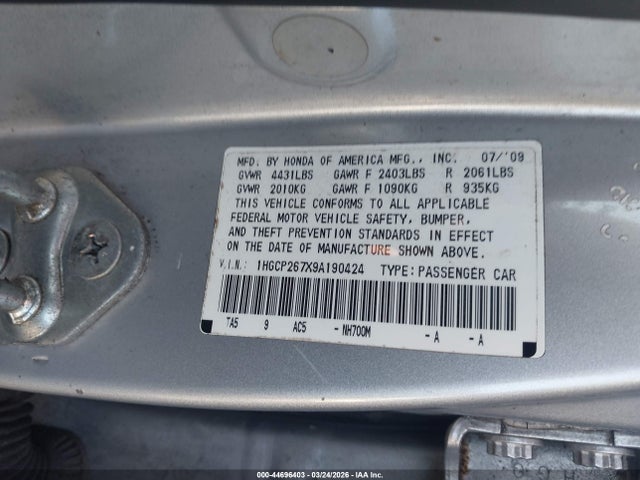 MFD. BY HONDA OF AMERICA MFG., INC. 07/'09
GVWR 4431LBS GAWR F 2403LBS R 2061LBS
GVWR 2010KG GAWR F 1090KG R 935KG
THIS VEHICLE CONFORMS TO ALL APPLICABLE
FEDERAL MOTOR VEHICLE SAFETY, BUMPER,
AND THEFT PREVENTION STANDARDS IN EFFECT
ON THE DATE OF MANUFACTURE SHOWN ABOVE.
V.I.N.: 1HGCP267X9A190424 TYPE: PASSENGER CAR
TA5 9 AC5 - NH700M - A - A
000-44696403 - 03/24/2026 - IAA Inc.